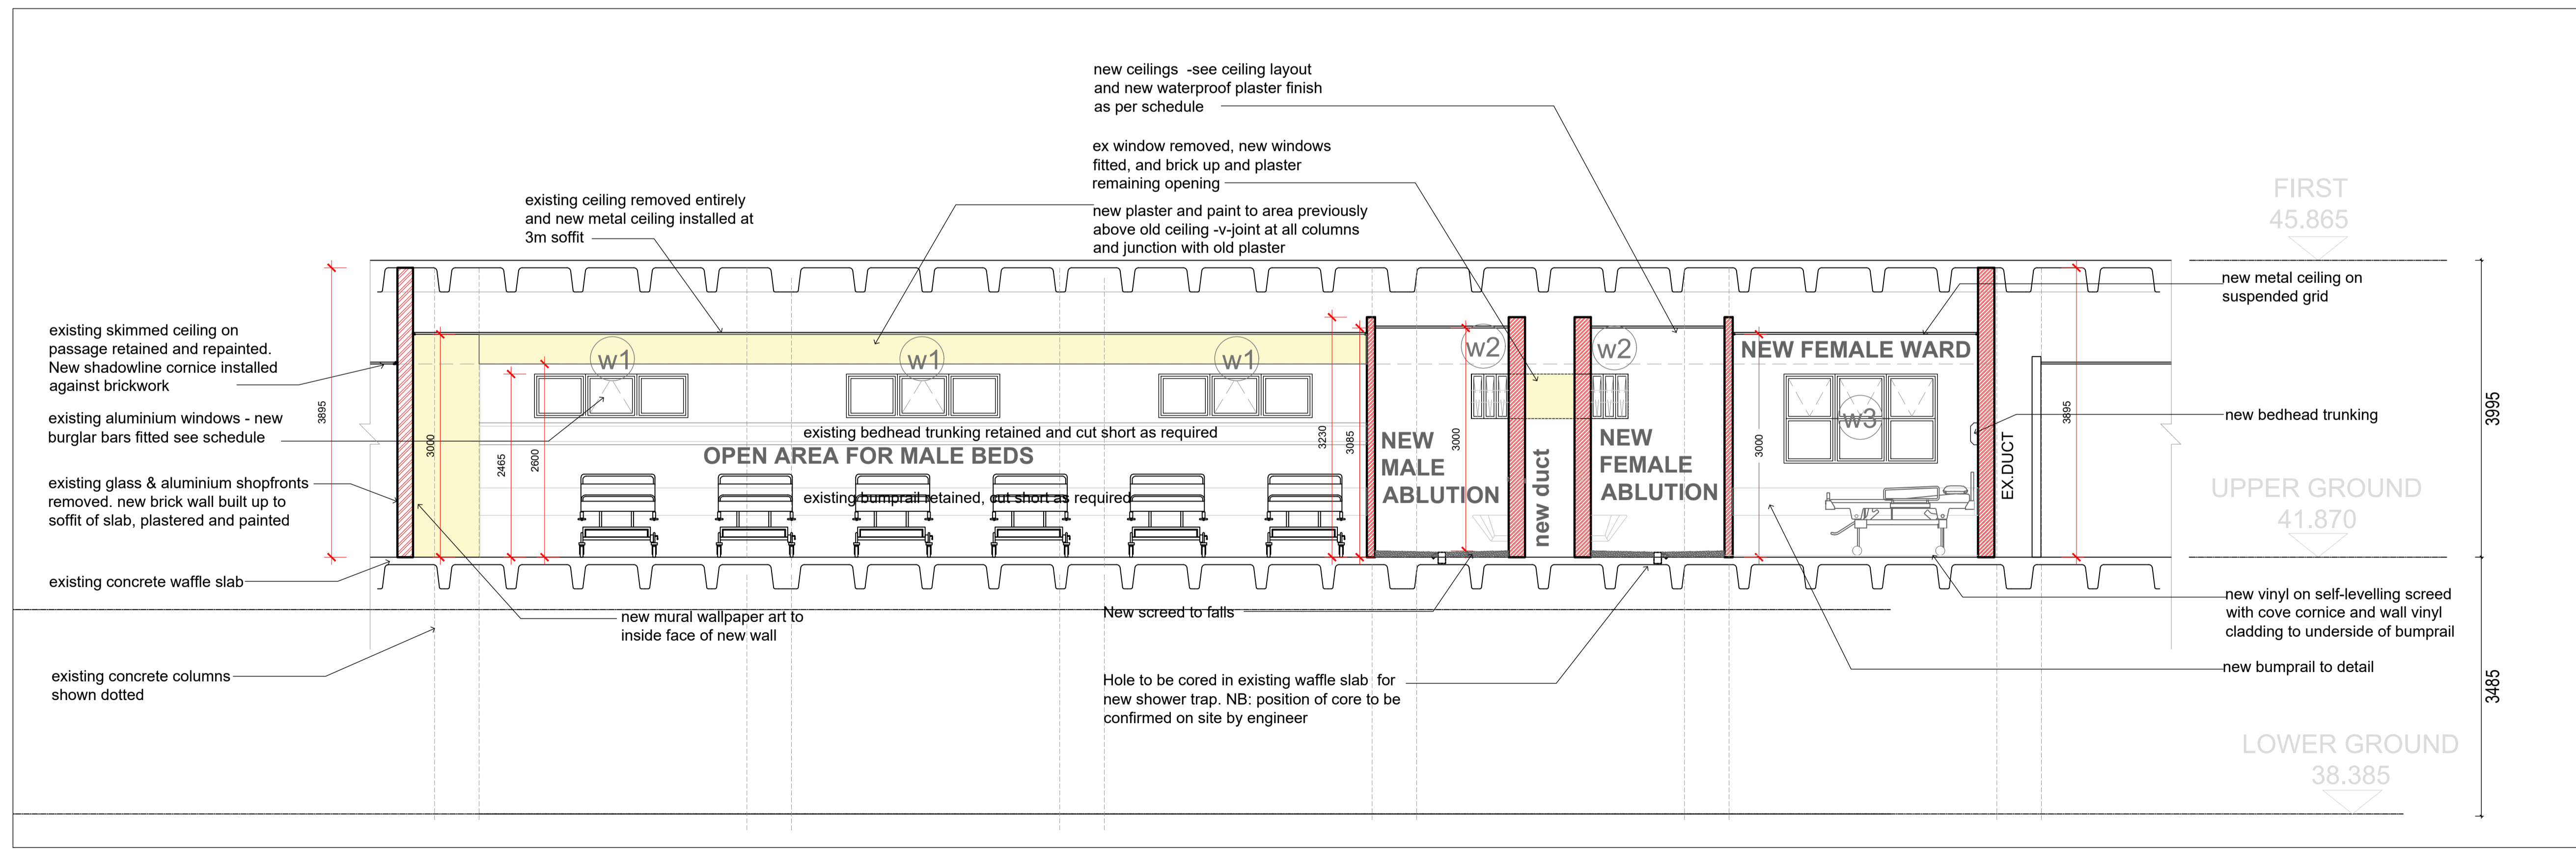 new ceilings -see ceiling layout
and new waterproof plaster finish
as per schedule
ex window removed, new windows
fitted, and brick up and plaster
remaining opening
new plaster and paint to area previously
above old ceiling -v-joint at all columns
and junction with old plaster
existing ceiling removed entirely
and new metal ceiling installed at
3m soffit
FIRST
45.865
new metal ceiling on
suspended grid
existing skimmed ceiling on
passage retained and repainted.
New shadowline cornice installed
against brickwork
existing aluminium windows - new
burglar bars fitted see schedule
existing glass & aluminium shopfronts
removed. new brick wall built up to
soffit of slab, plastered and painted
existing concrete waffle slab
existing concrete columns
shown dotted
3895
3000
2465
2600
w1
w1
w1
existing bedhead trunking retained and cut short as required
OPEN AREA FOR MALE BEDS
existing bumprail retained, cut short as required
3230
3085
NEW
MALE
ABLUTION
3000
w2
new duct
w2
NEW
FEMALE
ABLUTION
NEW FEMALE WARD
3000
w3
EX.DUCT
3895
new bedhead trunking
3995
UPPER GROUND
41.870
new mural wallpaper art to
inside face of new wall
New screed to falls
Hole to be cored in existing waffle slab for
new shower trap. NB: position of core to be
confirmed on site by engineer
new vinyl on self-levelling screed
with cove cornice and wall vinyl
cladding to underside of bumprail
new bumprail to detail
3485
LOWER GROUND
38.385